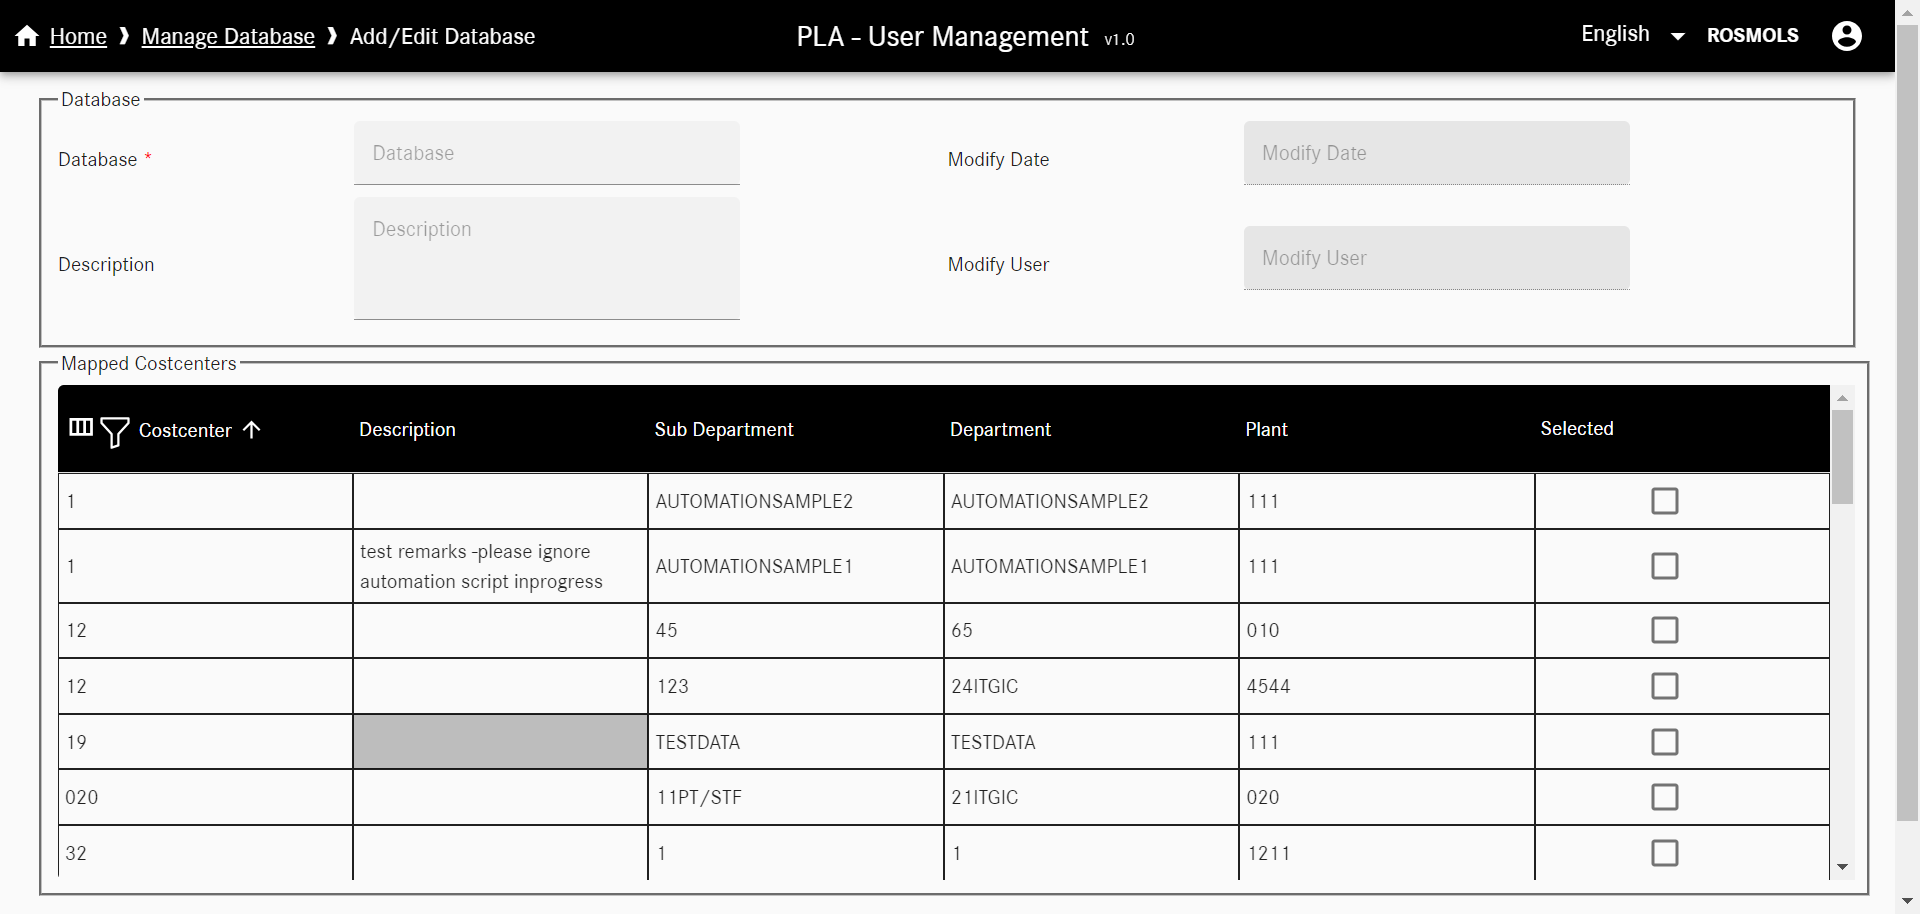 Home ❱ Manage Database ❱ Add/Edit Database
PLA - User Management v1.0
English
ROSMOLS
Database
Database *
Database
Modify Date
Modify Date
Description
Description
Modify User
Modify User
Mapped Costcenters
Costcenter Description Sub Department Department Plant Selected
1 AUTOMATIONSAMPLE2 AUTOMATIONSAMPLE2 111
1 test remarks -please ignore
automation script inprogress AUTOMATIONSAMPLE1 AUTOMATIONSAMPLE1 111
12 45 65 010
12 123 24ITGIC 4544
19 TESTDATA TESTDATA 111
020 11PT/STF 21ITGIC 020
32 1 1 1211